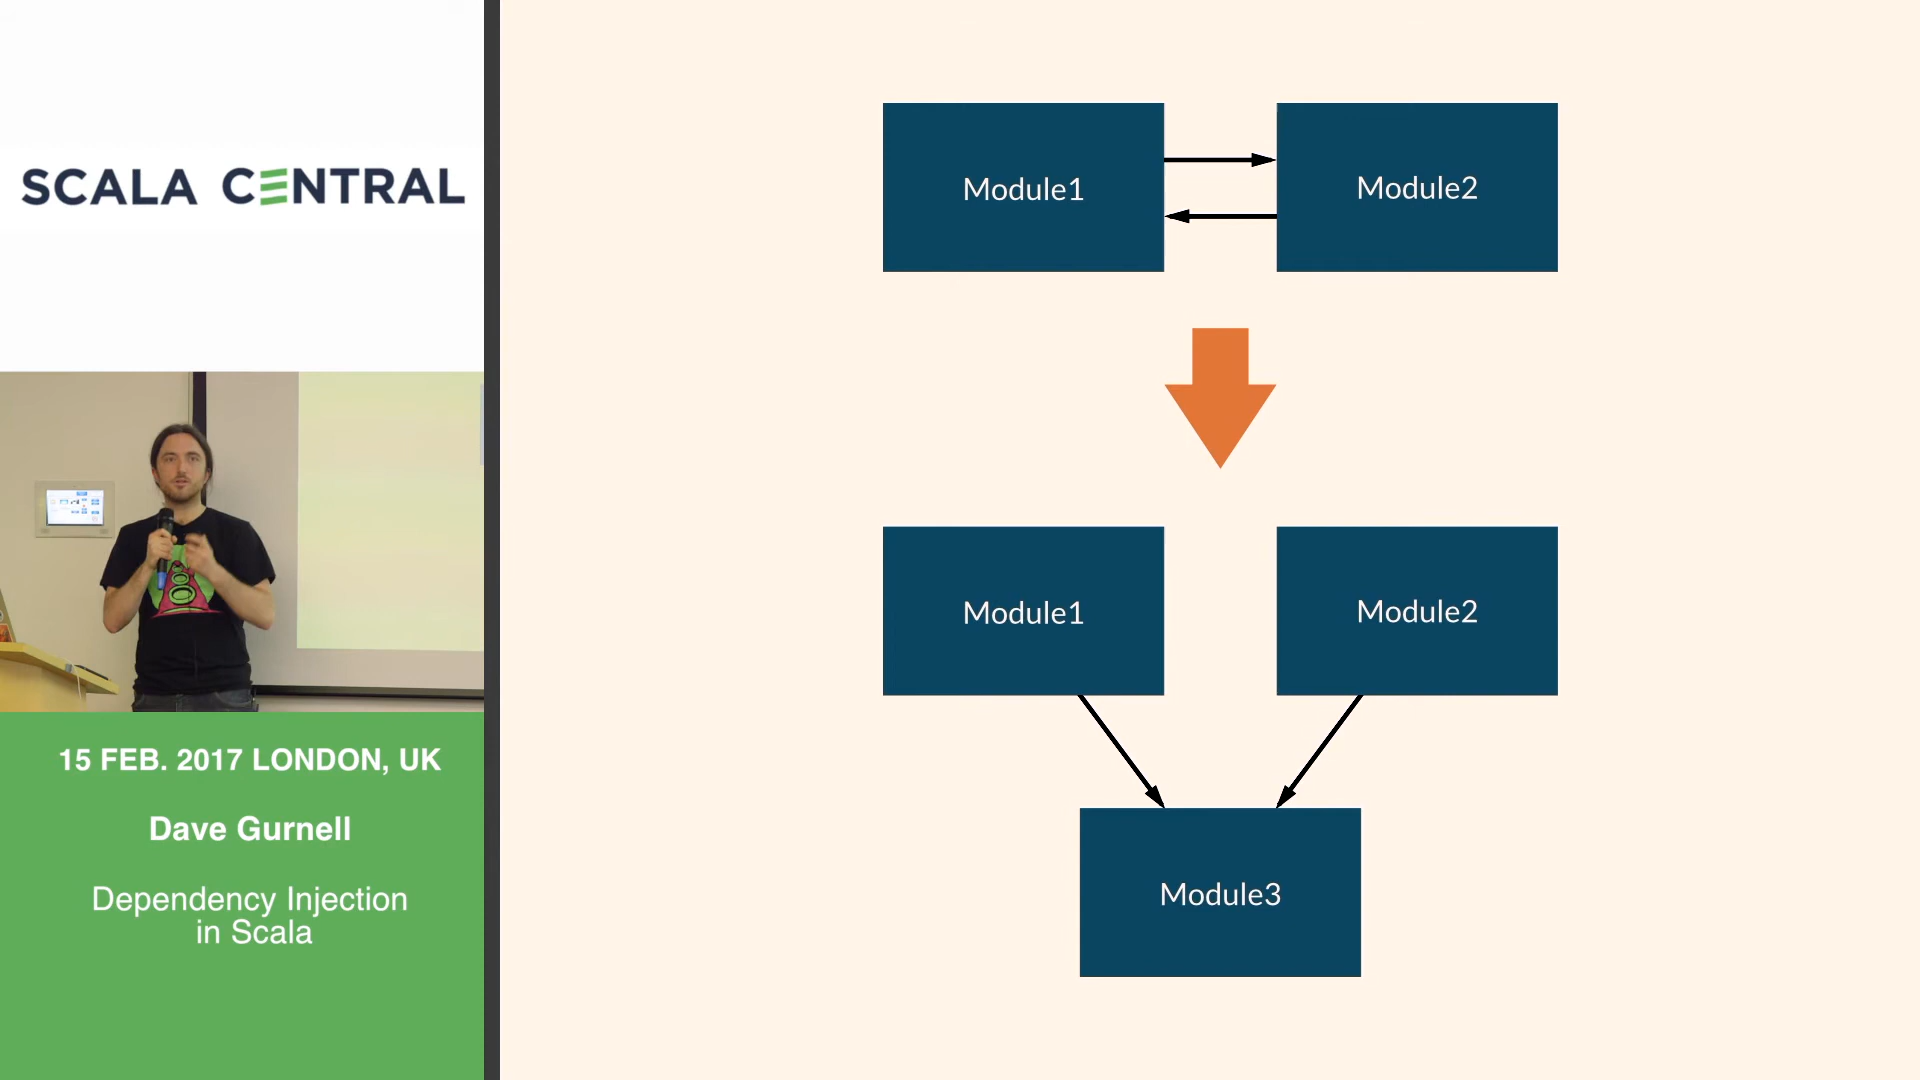 SCALA CENTRAL
15 FEB. 2017 LONDON, UK
Dave Gurnell
Dependency Injection
in Scala
Module1
Module2
Module1
Module2
Module3